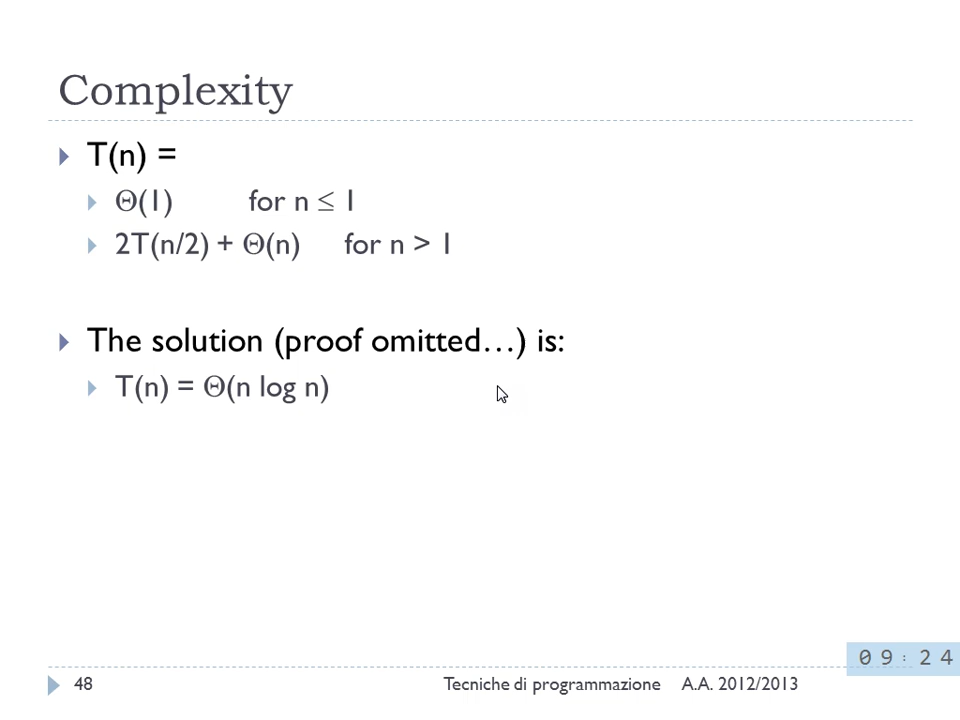 Complexity
T(n) =
Θ(1) for n ≤ 1
2T(n/2) + Θ(n) for n > 1
The solution (proof omitted…) is:
T(n) = Θ(n log n)
09:24
48 Tecniche di programmazione A.A. 2012/2013